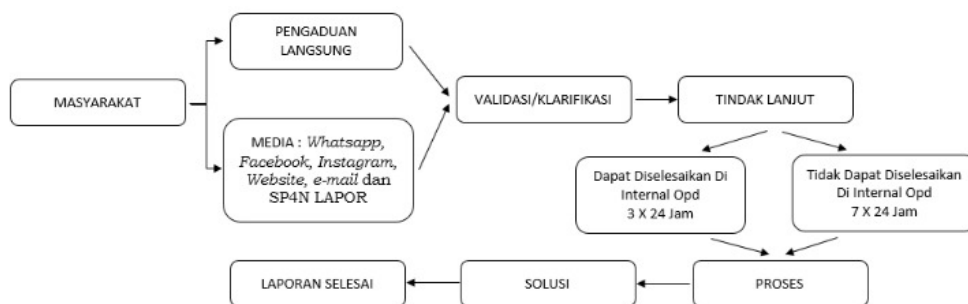 PENGADUAN
LANGSUNG
MASYARAKAT
VALIDASI/KLARIFIKASI
TINDAK LANJUT
MEDIA : Whatsapp,
Facebook, Instagram,
Website, e-mail dan
SP4N LAPOR
Dapat Diselesaikan Di
Internal Opd
3 X 24 Jam
Tidak Dapat Diselesaikan
Di Internal Opd
7 X 24 Jam
LAPORAN SELESAI
SOLUSI
PROSES